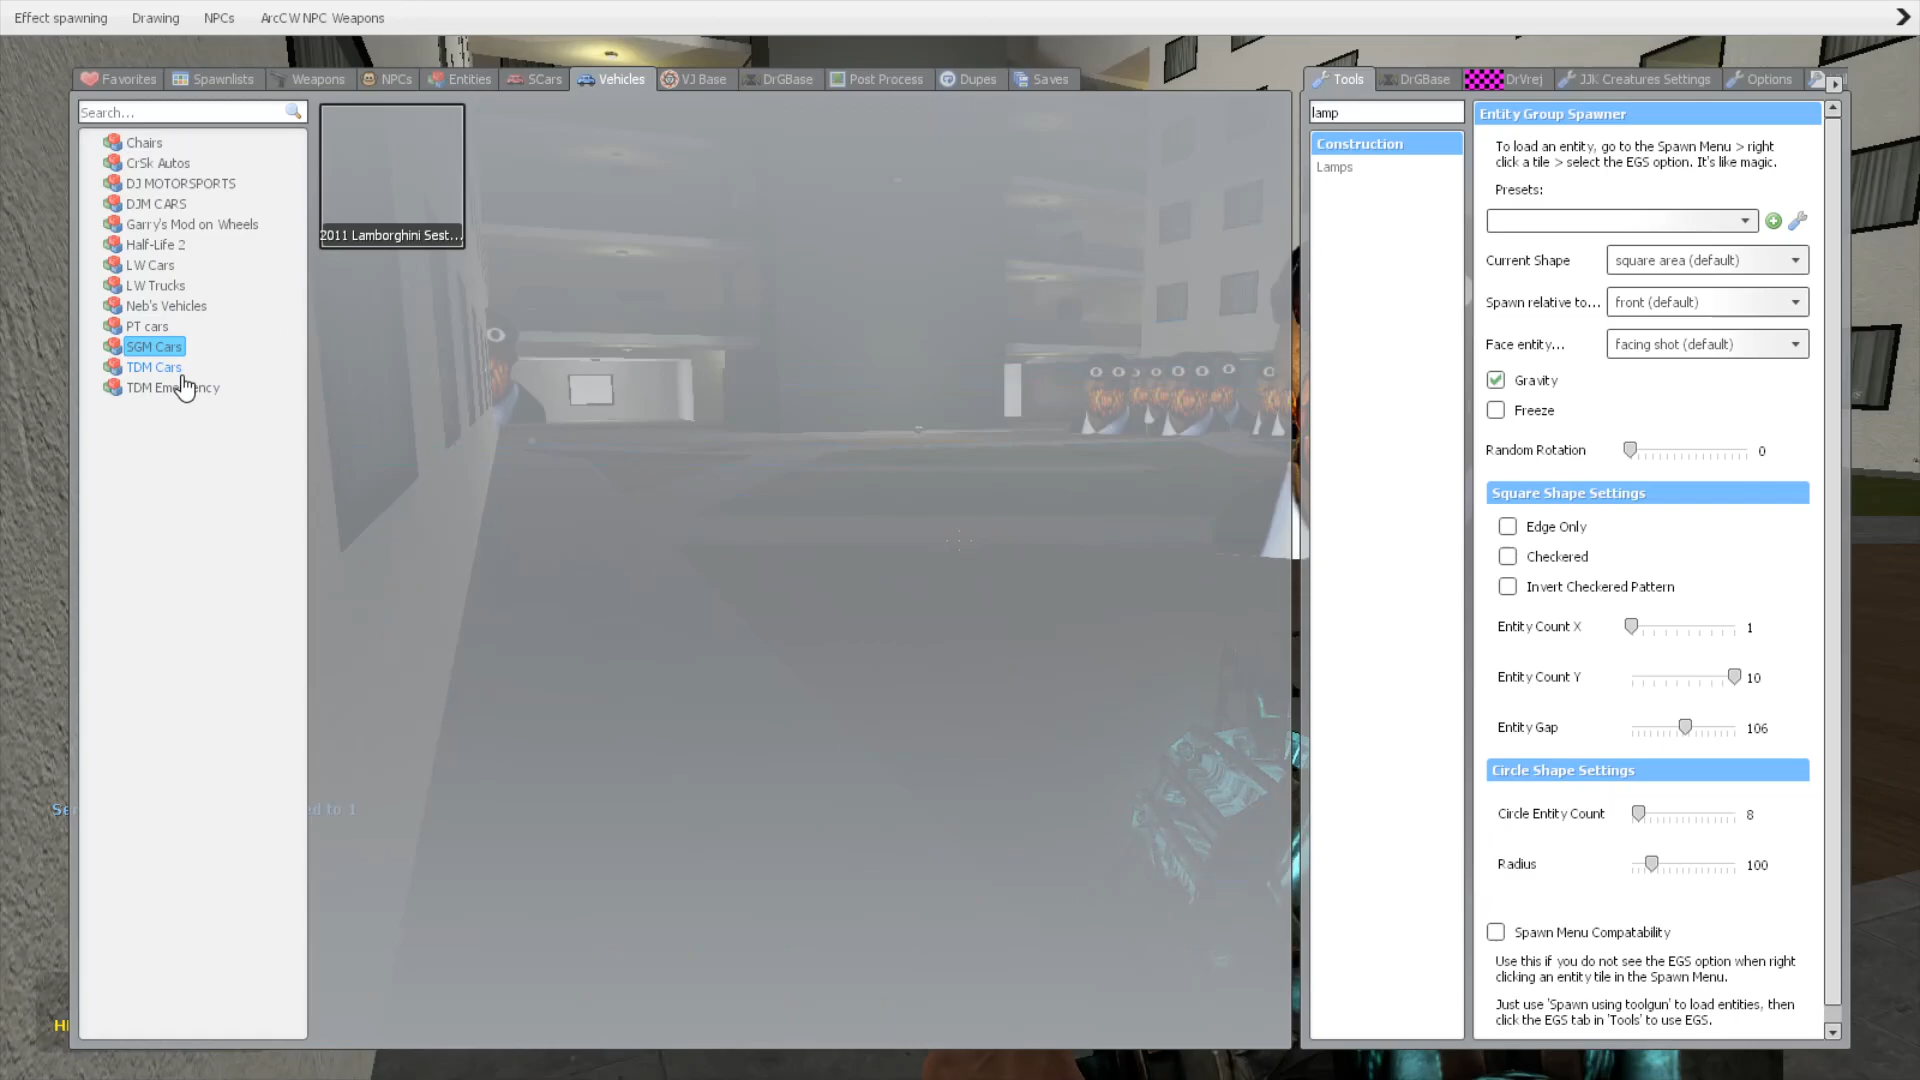 Effect spawning Drawing NPCs ArcCW NPC Weapons
Favorites Spawnlists Weapons NPCs Entities SCars Vehicles VJ Base DrGBase Post Process Dupes Saves
Search...
Chairs
CrSk Autos
DJ MOTORSPORTS
DJM CARS
Garry's Mod on Wheels
Half-Life 2
LW Cars
LW Trucks
Neb's Vehicles
PT cars
SGM Cars
TDM Cars
TDM
2011 Lamborghini Sest...
ed to 1
Tools DrGBase DrVrej JJK Creatures Settings Options
lamp
Construction
Lamps
Entity Group Spawner
To load an entity, go to the Spawn Menu > right
click a tile > select the EGS option. It's like magic.
Presets:
Current Shape square area (default)
Spawn relative to... front (default)
Face entity... facing shot (default)
Gravity
Freeze
Random Rotation 0
Square Shape Settings
Edge Only
Checkered
Invert Checkered Pattern
Entity Count X 1
Entity Count Y 10
Entity Gap 106
Circle Shape Settings
Circle Entity Count 8
Radius 100
Spawn Menu Compatability
Use this if you do not see the EGS option when right
clicking an entity tile in the Spawn Menu.
Just use 'Spawn using toolgun' to load entities, then
click the EGS tab in 'Tools' to use EGS.